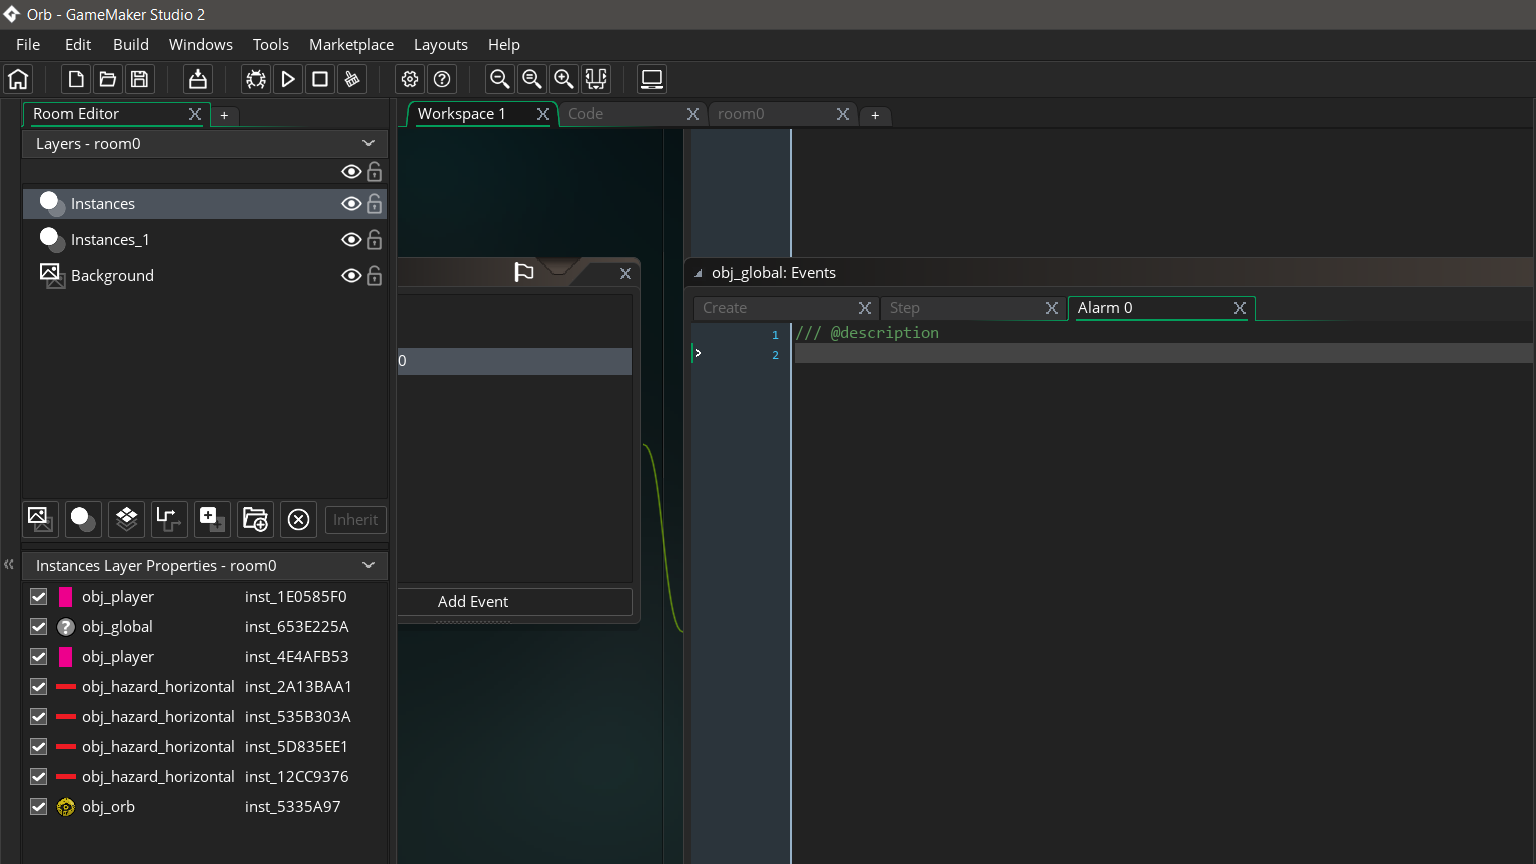 Orb - GameMaker Studio 2
File Edit Build Windows Tools Marketplace Layouts Help
Room Editor
+
Workspace 1
Code
room0
+
Layers - room0
Instances
Instances_1
Background
Inherit
Instances Layer Properties - room0
obj_player inst_1E0585F0
obj_global inst_653E225A
obj_player inst_4E4AFB53
obj_hazard_horizontal inst_2A13BAA1
obj_hazard_horizontal inst_535B303A
obj_hazard_horizontal inst_5D835EE1
obj_hazard_horizontal inst_12CC9376
obj_orb inst_5335A97
0
Add Event
obj_global: Events
Create
Step
Alarm 0
1 /// @description
2